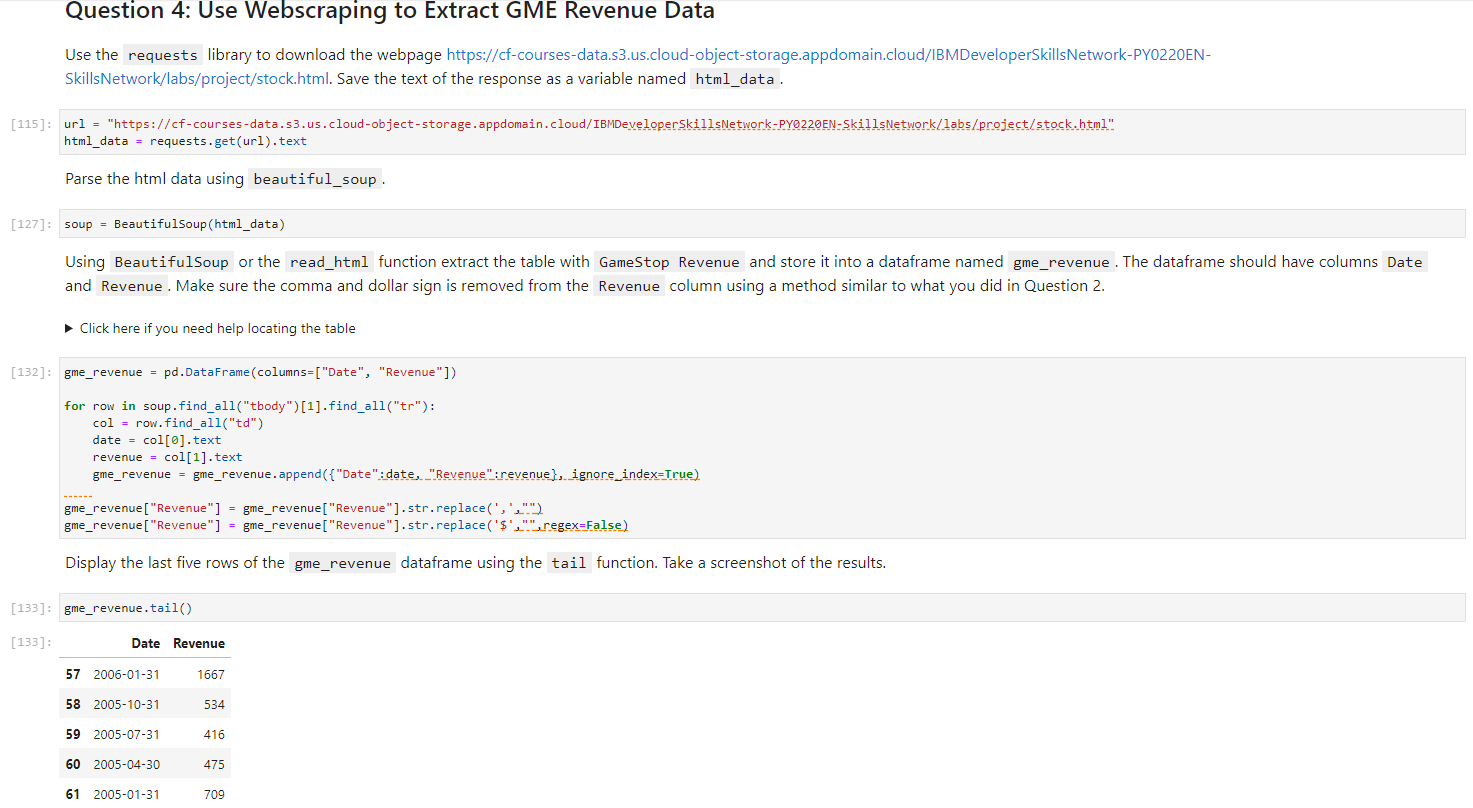 Question 4: Use Webscraping to Extract GME Revenue Data
Use the requests library to download the webpage https://cf-courses-data.s3.us.cloud-object-storage.appdomain.cloud/IBMDeveloperSkillsNetwork-PY0220EN-
SkillsNetwork/labs/project/stock.html. Save the text of the response as a variable named html_data.
[115]: url = "https://cf-courses-data.s3.us.cloud-object-storage.appdomain.cloud/IBMDeveloperSkillsNetwork-PY0220EN-SkillsNetwork/labs/project/stock.html"
html_data = requests.get(url).text
Parse the html data using beautiful_soup.
[127]: soup = BeautifulSoup(html_data)
Using BeautifulSoup or the read_html function extract the table with GameStop Revenue and store it into a dataframe named gme_revenue. The dataframe should have columns Date
and Revenue. Make sure the comma and dollar sign is removed from the Revenue column using a method similar to what you did in Question 2.
▶ Click here if you need help locating the table
[132]: gme_revenue = pd.DataFrame(columns=["Date", "Revenue"])
for row in soup.find_all("tbody")[1].find_all("tr"):
    col = row.find_all("td")
    date = col[0].text
    revenue = col[1].text
    gme_revenue = gme_revenue.append({"Date":date, "Revenue":revenue}, ignore_index=True)
gme_revenue["Revenue"] = gme_revenue["Revenue"].str.replace(',',"")
gme_revenue["Revenue"] = gme_revenue["Revenue"].str.replace('$',"",regex=False)
Display the last five rows of the gme_revenue dataframe using the tail function. Take a screenshot of the results.
[133]: gme_revenue.tail()
[133]: Date Revenue
57 2006-01-31 1667
58 2005-10-31 534
59 2005-07-31 416
60 2005-04-30 475
61 2005-01-31 709